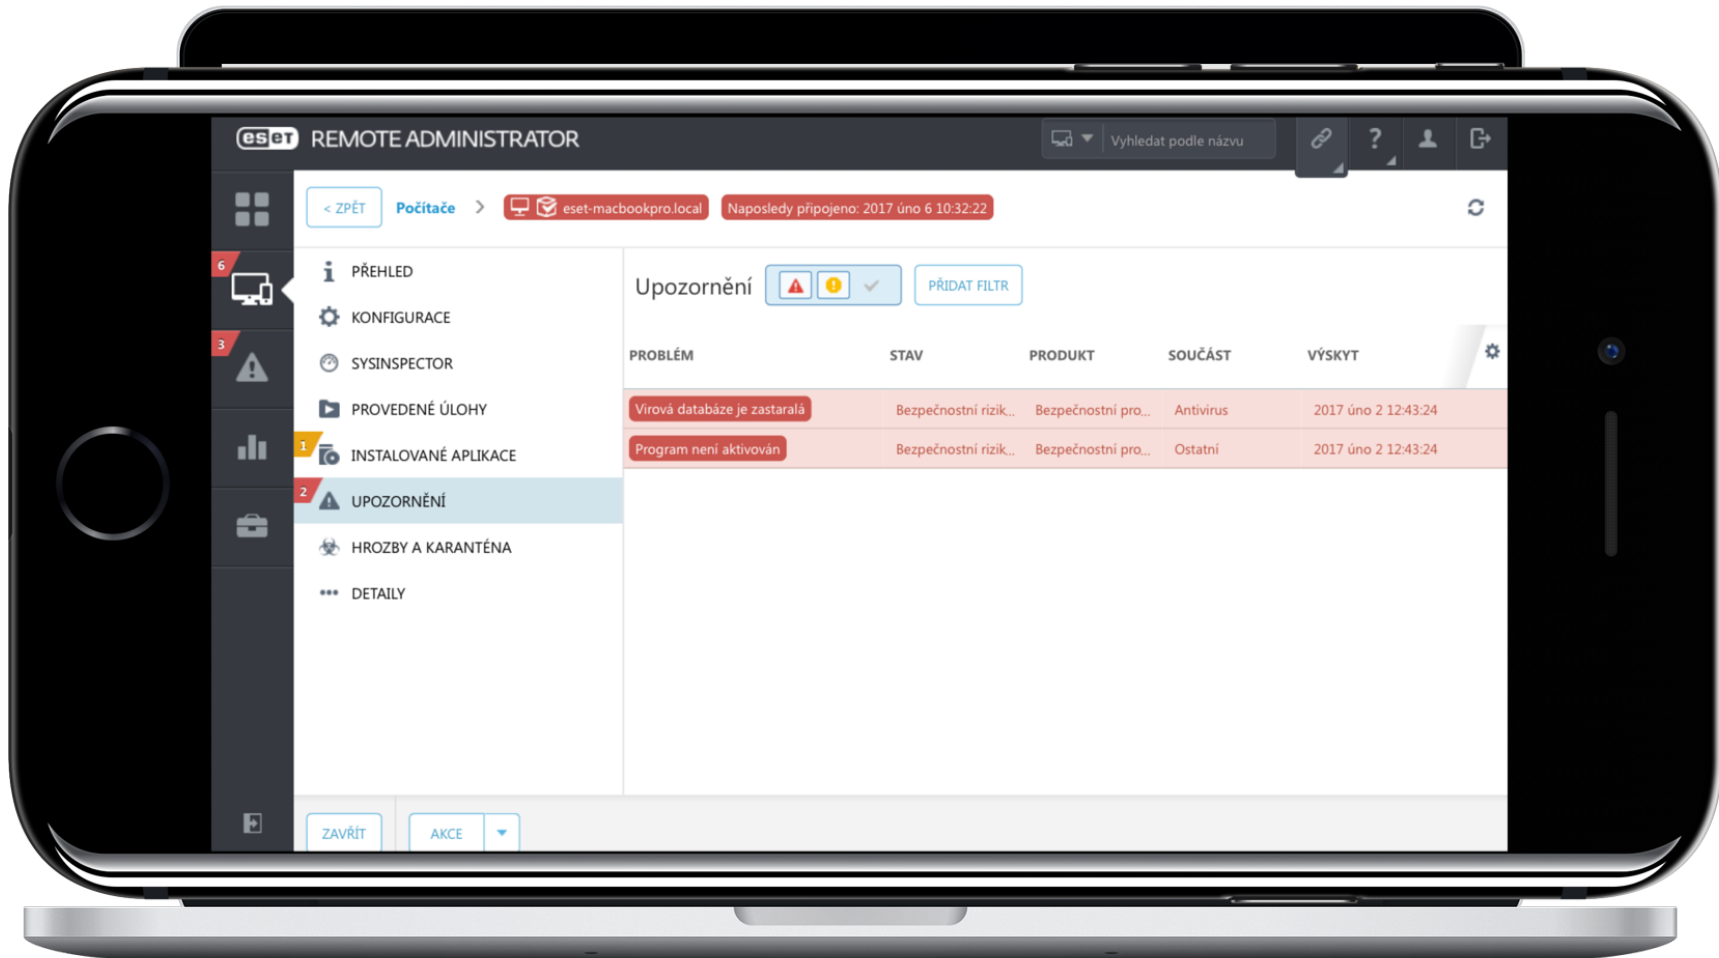 eset REMOTE ADMINISTRATOR
Vyhledat podle názvu
?
< ZPĚT Počítače > eset-macbookpro.local Naposledy připojeno: 2017 úno 6 10:32:22
6
3
PŘEHLED
KONFIGURACE
SYSINSPECTOR
PROVEDENÉ ÚLOHY
1 INSTALOVANÉ APLIKACE
2 UPOZORNĚNÍ
HROZBY A KARANTÉNA
DETAILY
Upozornění PŘIDAT FILTR
PROBLÉM STAV PRODUKT SOUČÁST VÝSKYT
Virová databáze je zastaralá Bezpečnostní rizik... Bezpečnostní pro... Antivirus 2017 úno 2 12:43:24
Program není aktivován Bezpečnostní rizik... Bezpečnostní pro... Ostatní 2017 úno 2 12:43:24
ZAVŘÍT AKCE